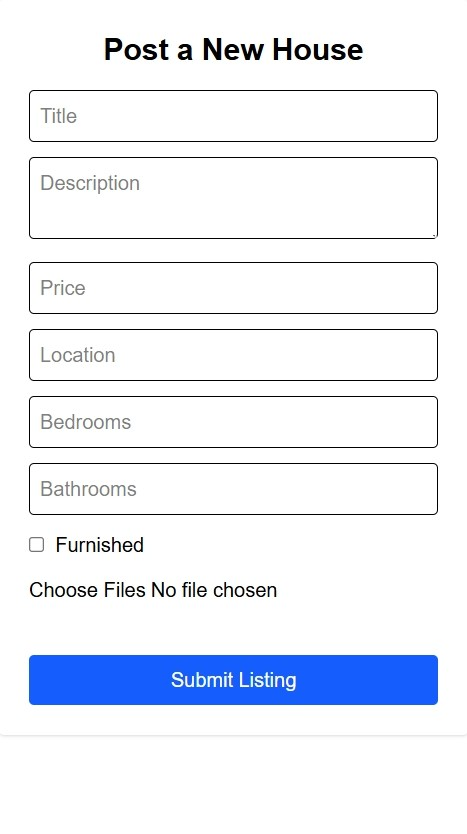 Post a New House
Title
Description
Price
Location
Bedrooms
Bathrooms
Furnished
Choose Files No file chosen
Submit Listing